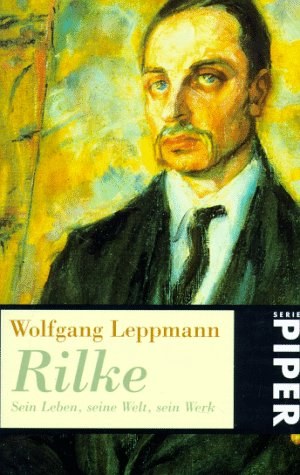 Wolfgang Leppmann
Rilke
Sein Leben, seine Welt, sein Werk
SERIE
PIPER